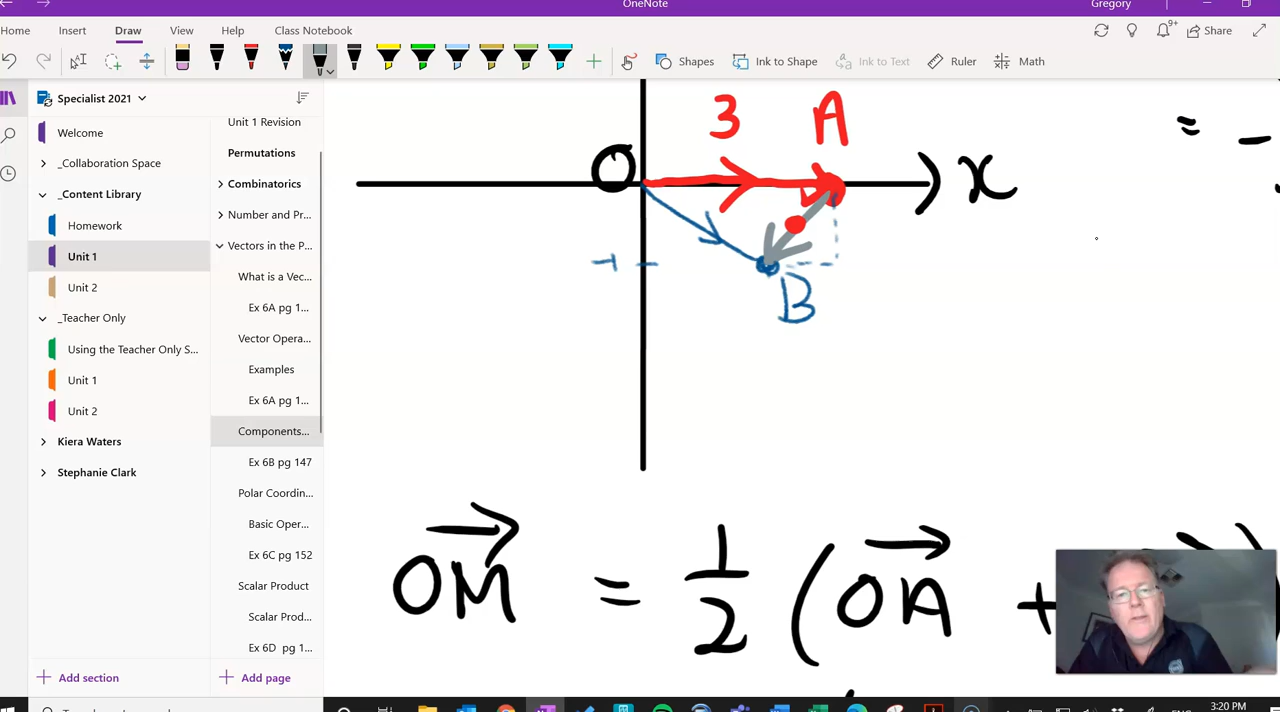 OneNote
Gregory
Home Insert Draw View Help Class Notebook
9+ Share
Shapes Ink to Shape Ink to Text Ruler Math
Specialist 2021
Welcome
_Collaboration Space
_Content Library
Homework
Unit 1
Unit 2
_Teacher Only
Using the Teacher Only S...
Unit 1
Unit 2
Kiera Waters
Stephanie Clark
Add section
Unit 1 Revision
Permutations
Combinatorics
Number and Pr...
Vectors in the P...
What is a Vec...
Ex 6A pg 1...
Vector Opera...
Examples
Ex 6A pg 1...
Components...
Ex 6B pg 147
Polar Coordin...
Basic Oper...
Ex 6C pg 152
Scalar Product
Scalar Prod...
Ex 6D pg 1...
Add page
3 A
= -
O x
-1
B
OM = 1/2 (OA +
ENG
3:20 PM